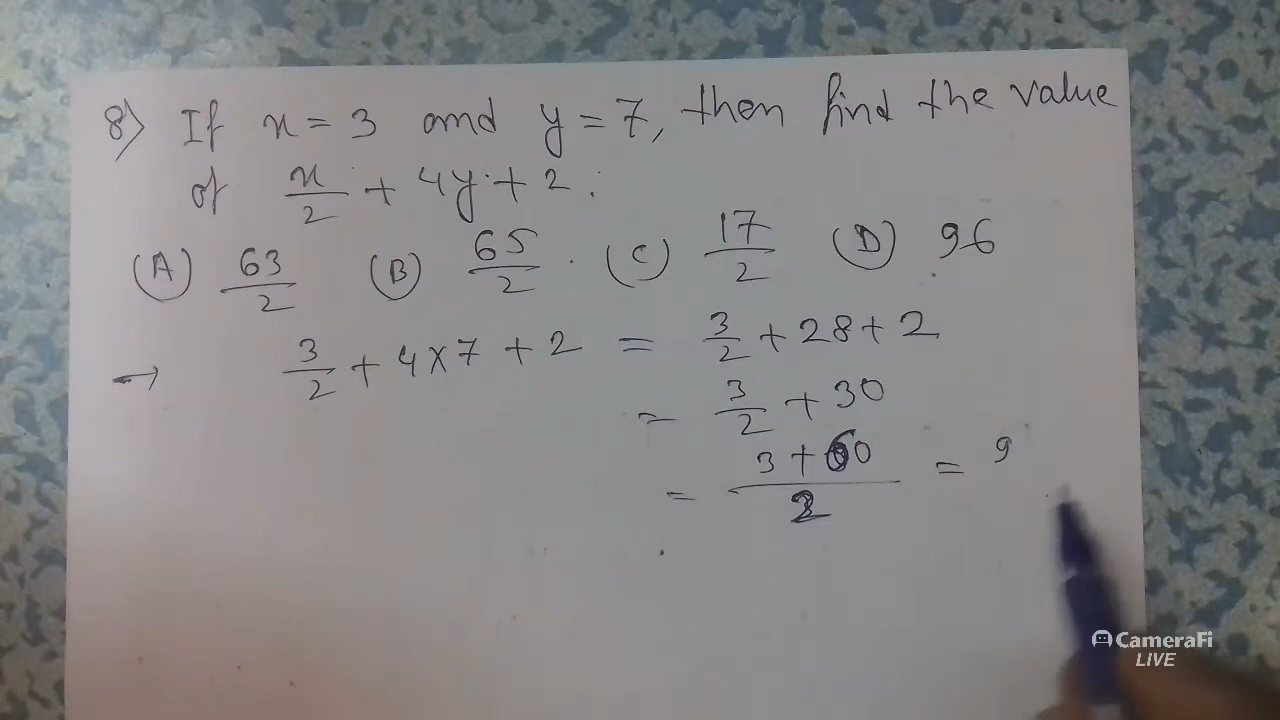 8) If x = 3 and y = 7, then find the value
of x/2 + 4y + 2 :
(A) 63/2 (B) 65/2 . (C) 17/2 (D) 96
→ 3/2 + 4 × 7 + 2 = 3/2 + 28 + 2
= 3/2 + 30
= (3 + 60)/2 = 9
CameraFi
LIVE